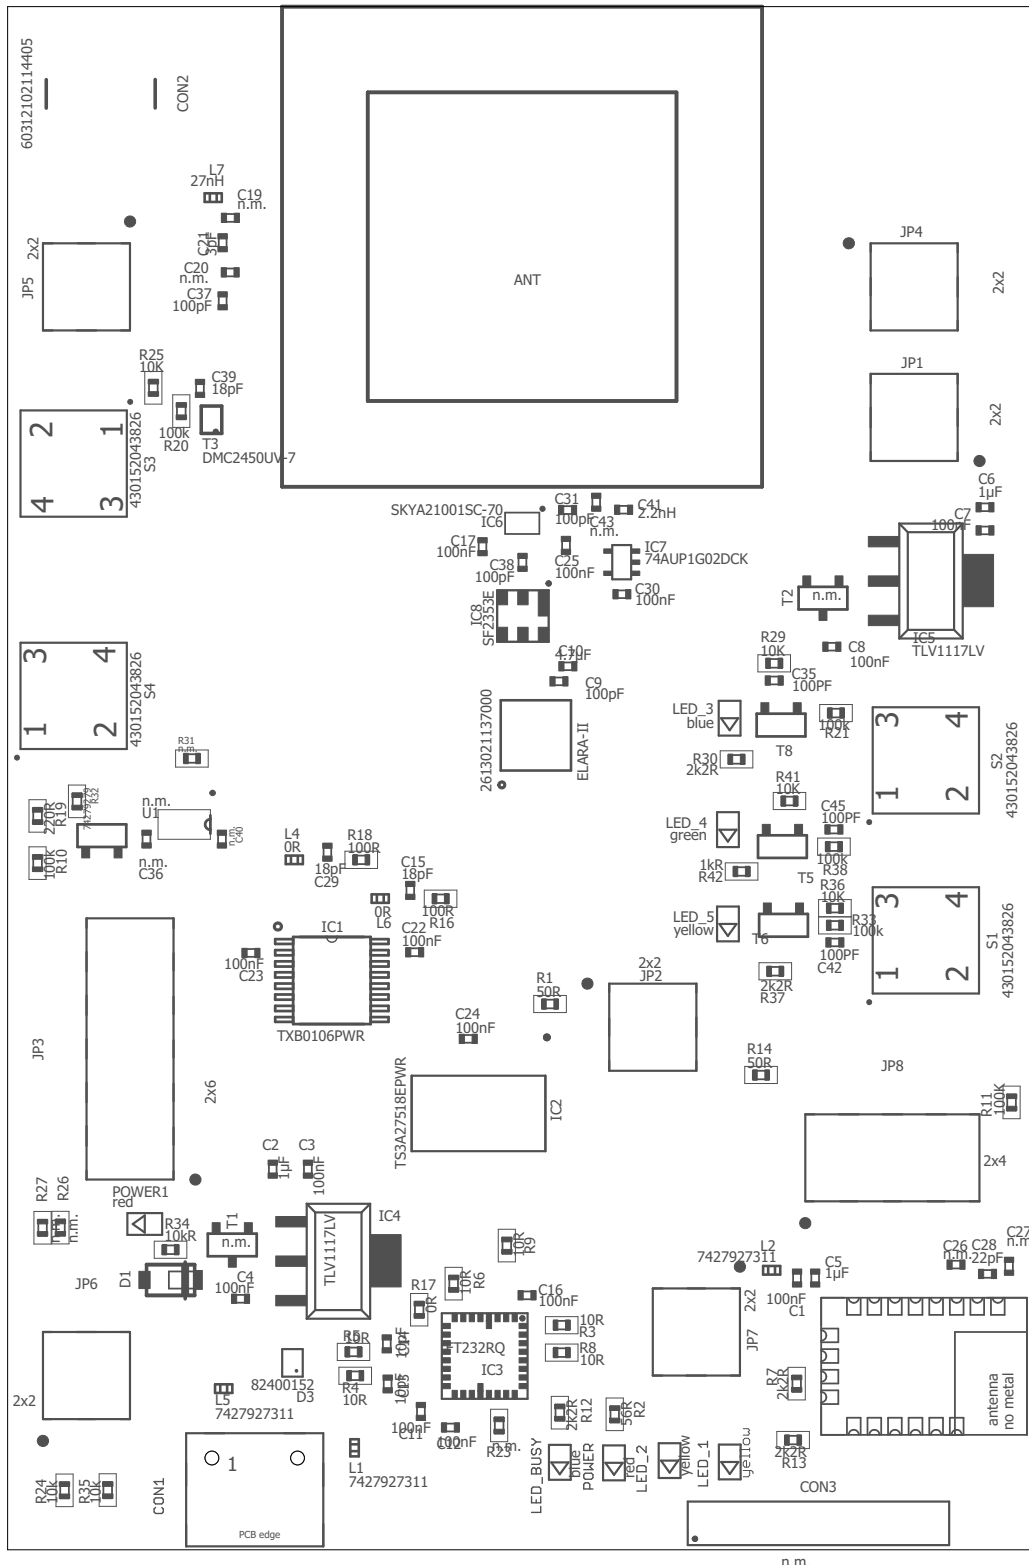 60312102114405
CON2
L7
27nH
C19
n.m.
C21
3pF
C20
n.m.
C37
100pF
2x2
JP5
ANT
JP4
2x2
JP1
2x2
R25
10K
C39
18pF
100k
R20
T3
DMC2450UV-7
2
1
4
3
430152043826
S3
SKYA21001SC-70
IC6
C31
100pF
C43
n.m.
C41
2.2nH
C6
1µF
C7
100nF
C17
100nF
C38
100pF
C25
100nF
IC7
74AUP1G02DCK
C30
100nF
IC8
SF2353E
T2
n.m.
IC5
TLV1117LV
C8
100nF
R29
10K
C35
100PF
C10
4.7µF
C9
100pF
3
4
1
2
430152043826
S4
2613021137000
ELARA-II
LED_3
blue
100k
R21
T8
R30
2k2R
3
4
1
2
S2
430152043826
R31
n.m.
R41
10K
74279279
R32
R19
220R
n.m.
U1
n.m.
C40
LED_4
green
C45
100PF
100k
R38
100k
R10
n.m.
C36
L4
0R
18pF
C29
R18
100R
C15
18pF
0R
L6
100R
R16
1kR
R42
T5
R36
10K
LED_5
yellow
T6
R33
100k
100PF
C42
3
4
1
2
S1
430152043826
IC1
C22
100nF
100nF
C23
2k2R
R37
TXB0106PWR
R1
50R
2x2
JP2
C24
100nF
JP3
2x6
R14
50R
JP8
R11
100K
TS3A27518EPWR
IC2
2x4
C2
1µF
C3
100nF
POWER1
red
R27
R26
n.m.
n.m.
R34
10kR
T1
n.m.
IC4
TLV1117LV
10R
R9
L2
7427927311
C26
n.m.
C28
22pF
C27
n.m.
C5
1µF
JP6
D1
C4
100nF
R17
0R
10R
R6
C16
100nF
2x2
JP7
100nF
C1
R5
10R
C14
10pF
FT232RQ
IC3
10R
R3
R8
10R
82400152
D3
R4
10R
C13
10pF
R7
2k2R
antenna
no metal
2x2
L5
7427927311
100nF
C11
100nF
C12
n.m.
R23
2k2R
R12
56R
R2
2k2R
R13
R24
10k
R35
10k
CON1
1
PCB edge
L1
7427927311
LED_BUSY
blue
POWER
red
LED_2
yellow
LED_1
yellow
CON3
n.m.